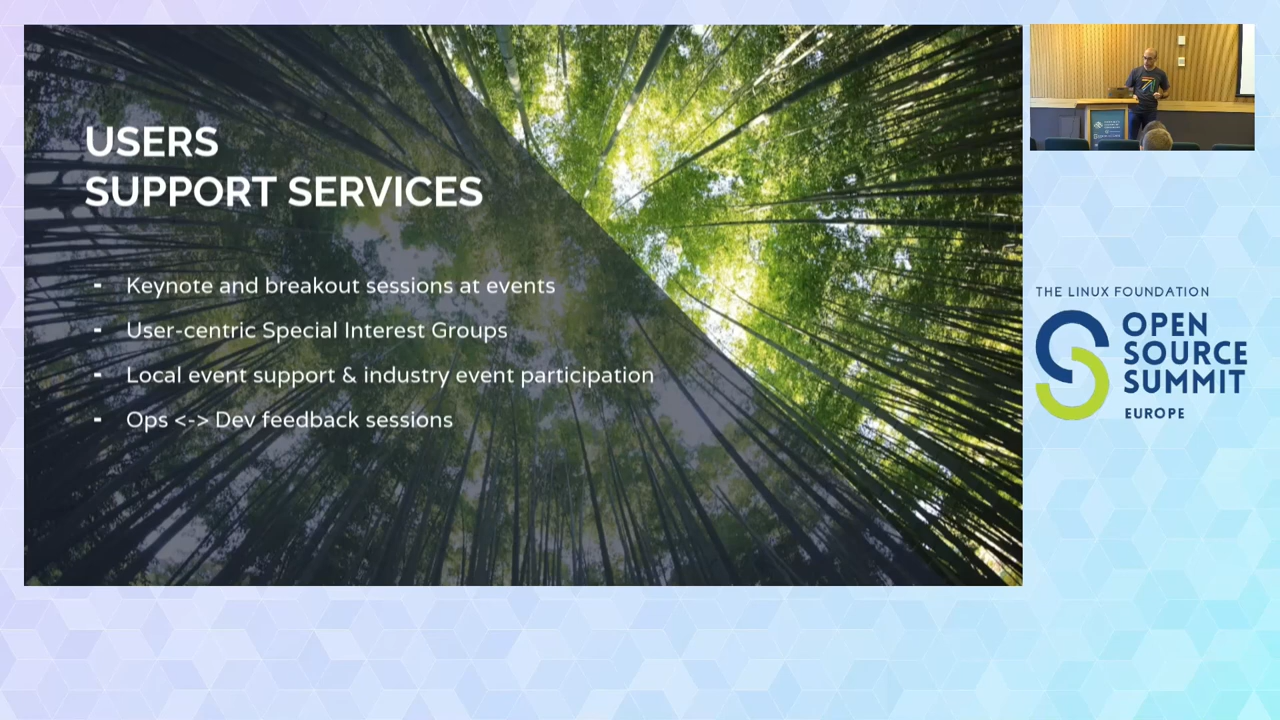 USERS
SUPPORT SERVICES
- Keynote and breakout sessions at events
- User-centric Special Interest Groups
- Local event support & industry event participation
- Ops <-> Dev feedback sessions
THE LINUX FOUNDATION
OPEN
SOURCE
SUMMIT
EUROPE